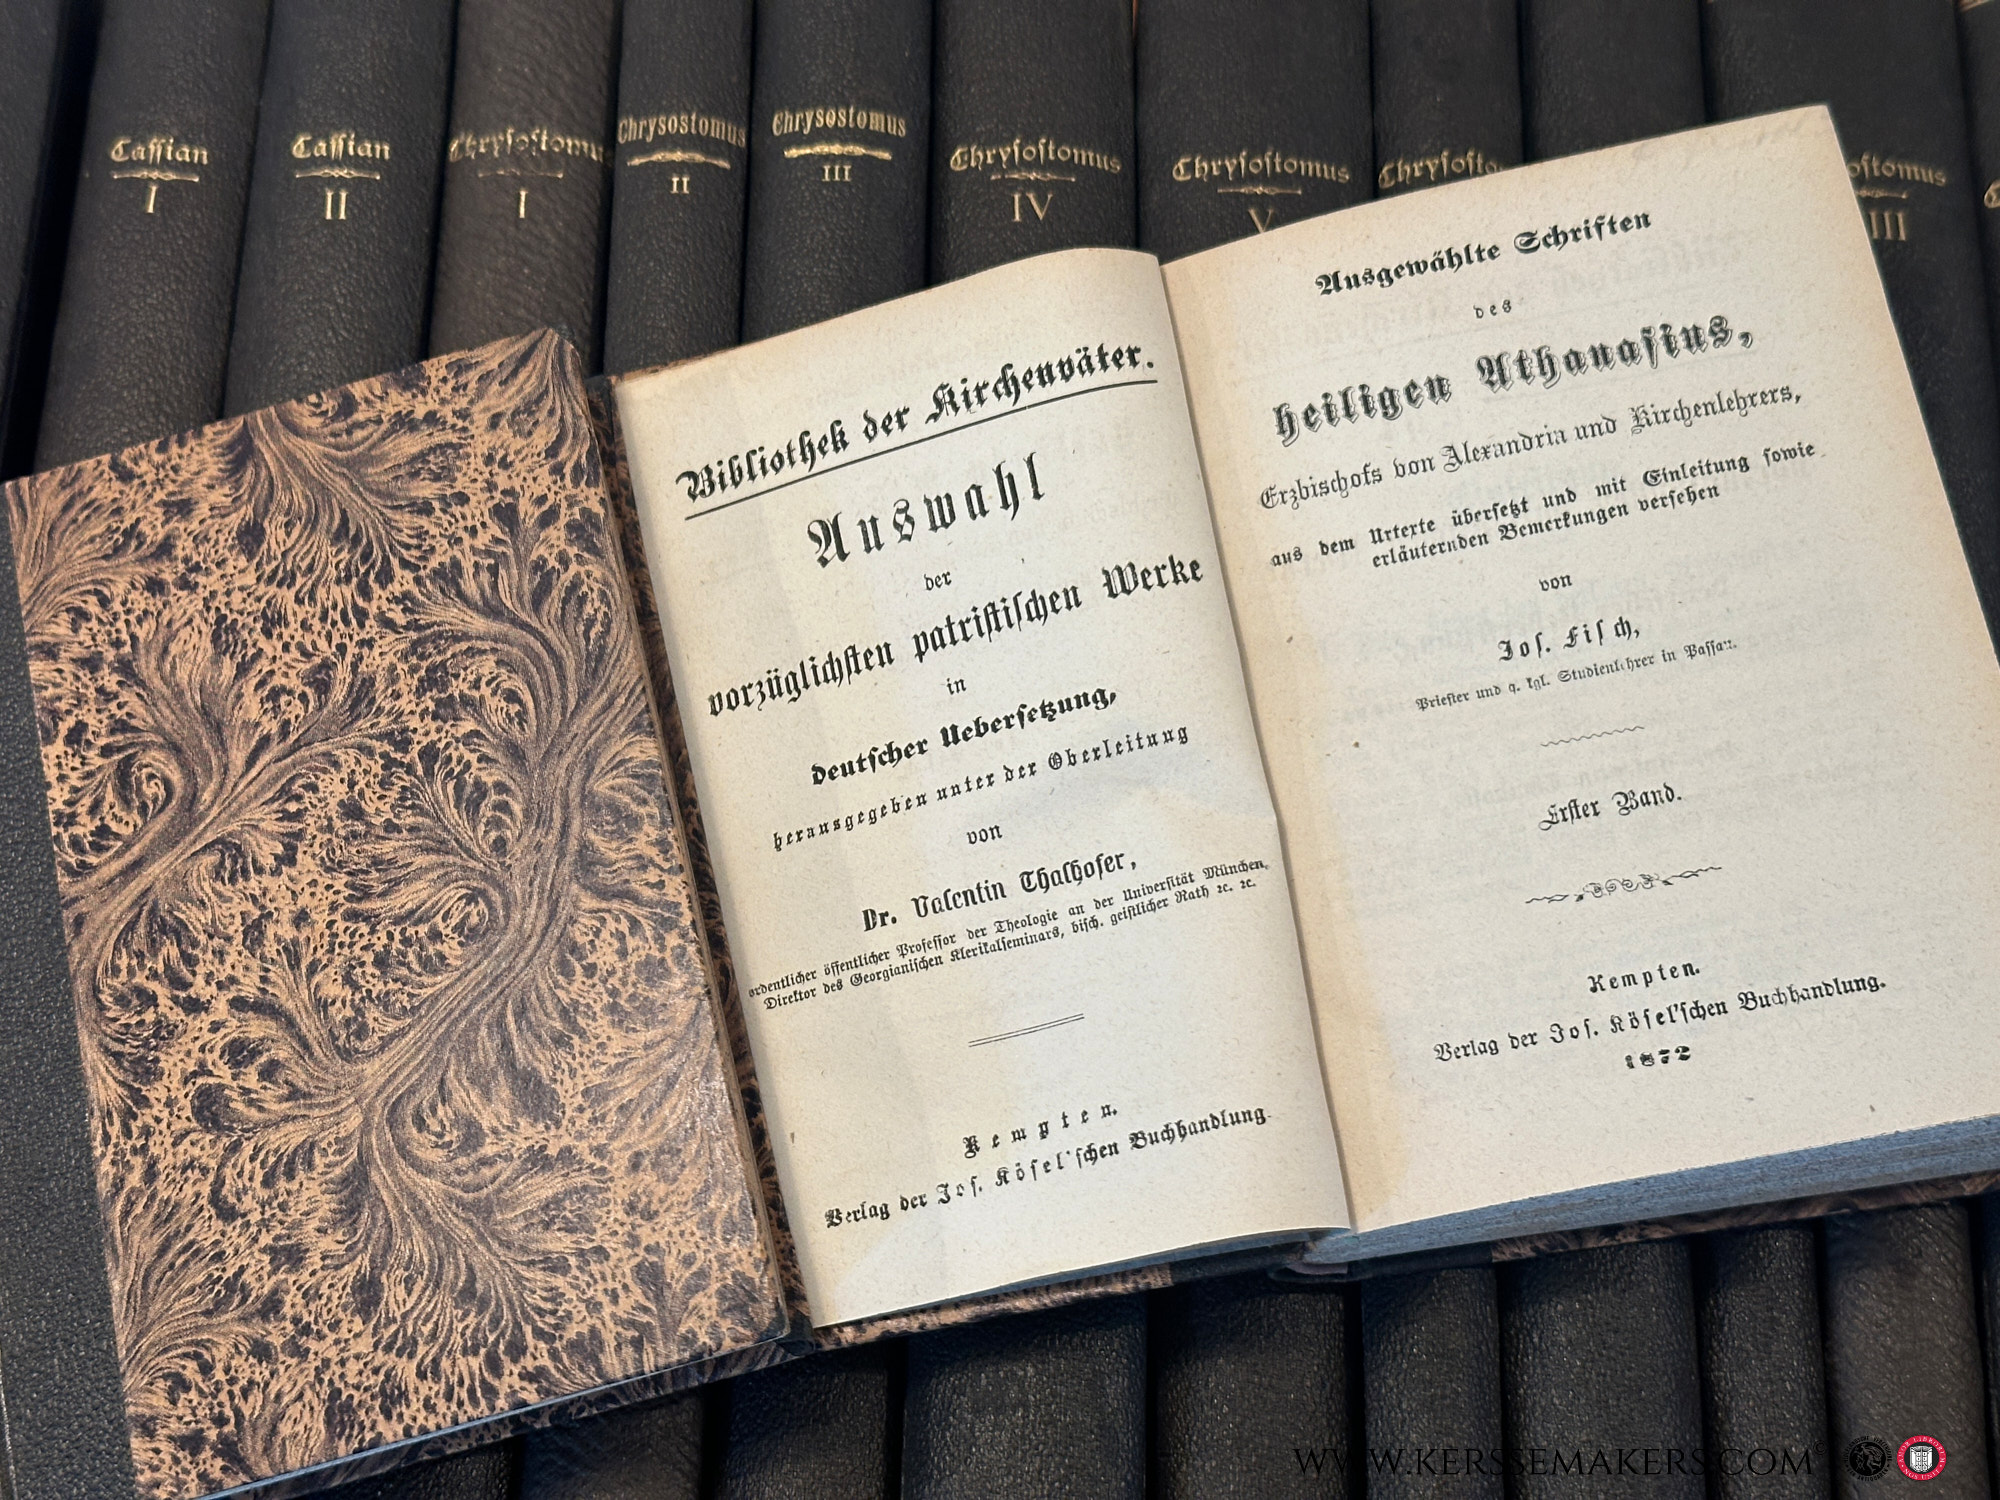 Cassian
I
Cassian
II
Chrysostomus
I
Chrysostomus
II
Chrysostomus
III
Chrysostomus
IV
Chrysostomus
V
Chrysosto
ostomus
III
Bibliothek der Kirchenväter.
Auswahl
der
vorzüglichsten patristischen Werke
in
deutscher Uebersetzung,
herausgegeben unter der Oberleitung
von
Dr. Valentin Thalhofer,
ordentlicher öffentlicher Professor der Theologie an der Universität München,
Direktor des Georgianischen Klerikalseminars, bisch. geistlicher Rath ꝛc. ꝛc.
Kempten.
Verlag der Jos. Kösel'schen Buchhandlung.
Ausgewählte Schriften
des
heiligen Athanasius,
Erzbischofs von Alexandria und Kirchenlehrers,
aus dem Urtexte übersetzt und mit Einleitung sowie
erläuternden Bemerkungen versehen
von
Jos. Fisch,
Priester und q. kgl. Studienlehrer in Passau.
Erster Band.
Kempten.
Verlag der Jos. Kösel'schen Buchhandlung.
1872
WWW.KERSSEMAKERS.COM©